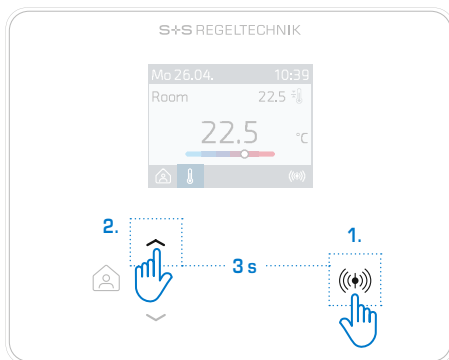 S+S REGELTECHNIK
Mo 26.04. 10:39
Room 22.5
22.5 °C
2.
1.
3 s